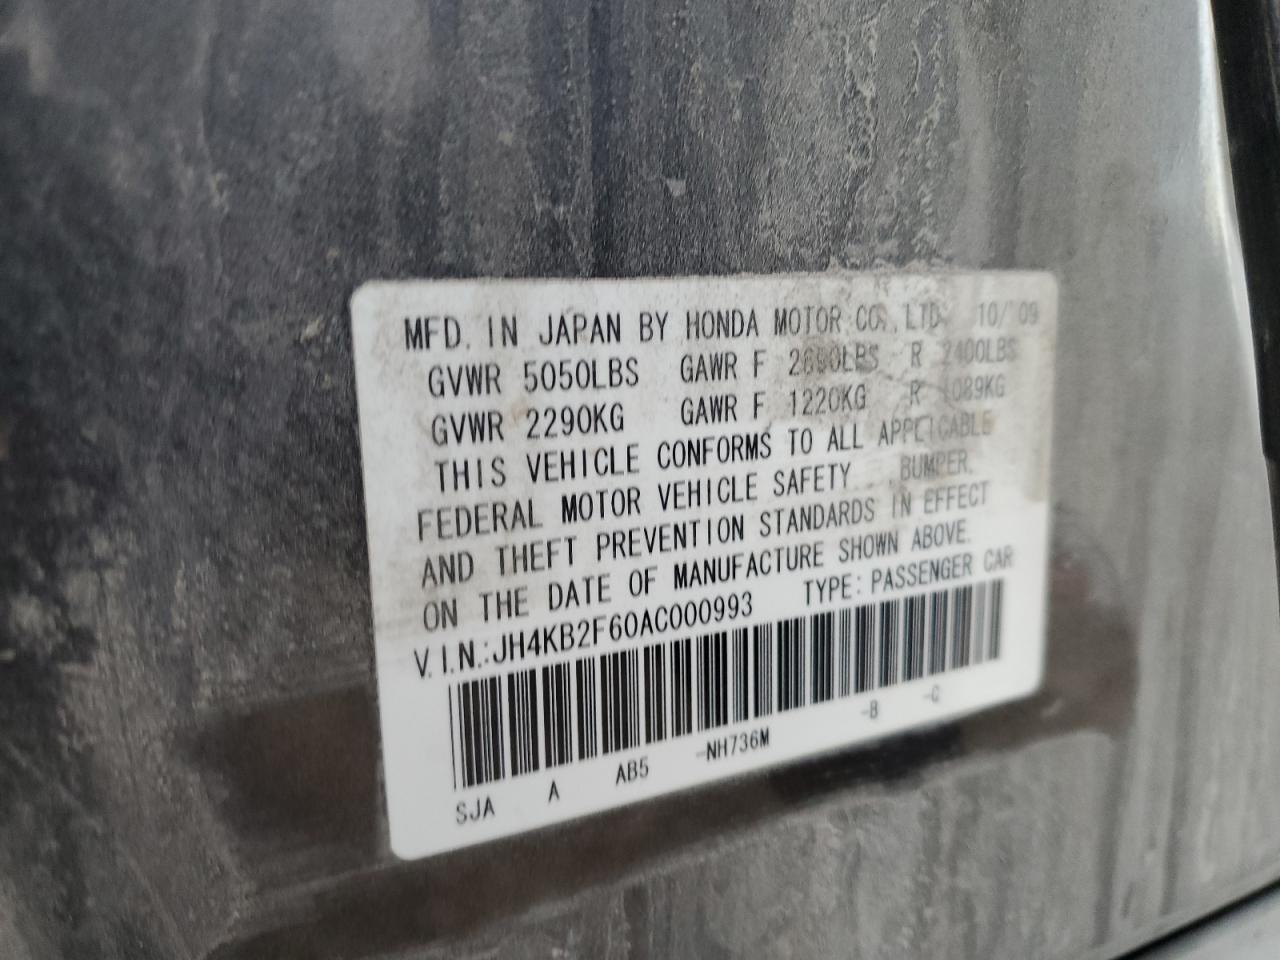 MFD. IN JAPAN BY HONDA MOTOR CO., LTD. 10/'09
GVWR 5050LBS GAWR F 2690LBS R 2400LBS
GVWR 2290KG GAWR F 1220KG R 1089KG
THIS VEHICLE CONFORMS TO ALL APPLICABLE
FEDERAL MOTOR VEHICLE SAFETY BUMPER,
AND THEFT PREVENTION STANDARDS IN EFFECT
ON THE DATE OF MANUFACTURE SHOWN ABOVE.
V.I.N.:JH4KB2F60AC000993 TYPE: PASSENGER CAR
SJA A AB5 -NH736M -B -C